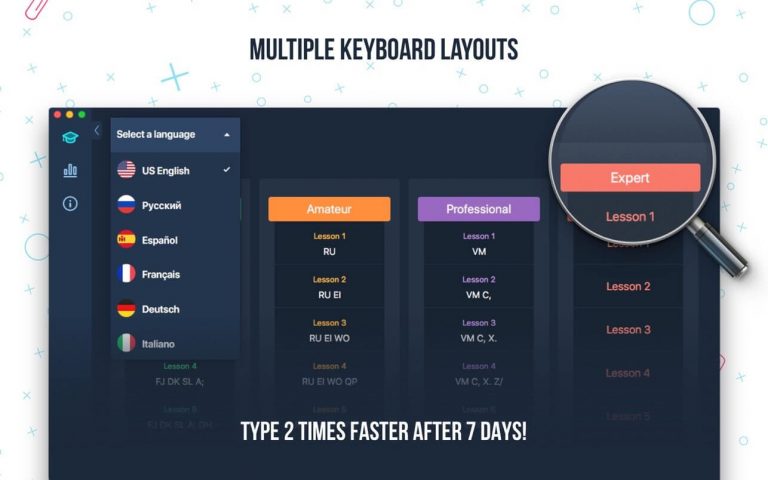 MULTIPLE KEYBOARD LAYOUTS
Select a language
US English
Русский
Español
Français
Deutsch
Italiano
Lesson 4
FJ DK SL A;
Lesson 5
FJ DK SL A; GH,
Amateur
Lesson 1
RU
Lesson 2
RU EI
Lesson 3
RU EI WO
Lesson 4
RU EI WO QP
Lesson 5
Professional
Lesson 1
VM
Lesson 2
VM C,
Lesson 3
VM C, X.
Lesson 4
VM C, X. Z/
Lesson 5
Expert
Lesson 1
Lesson 2
Lesson 3
Lesson 4
Lesson 5
TYPE 2 TIMES FASTER AFTER 7 DAYS!